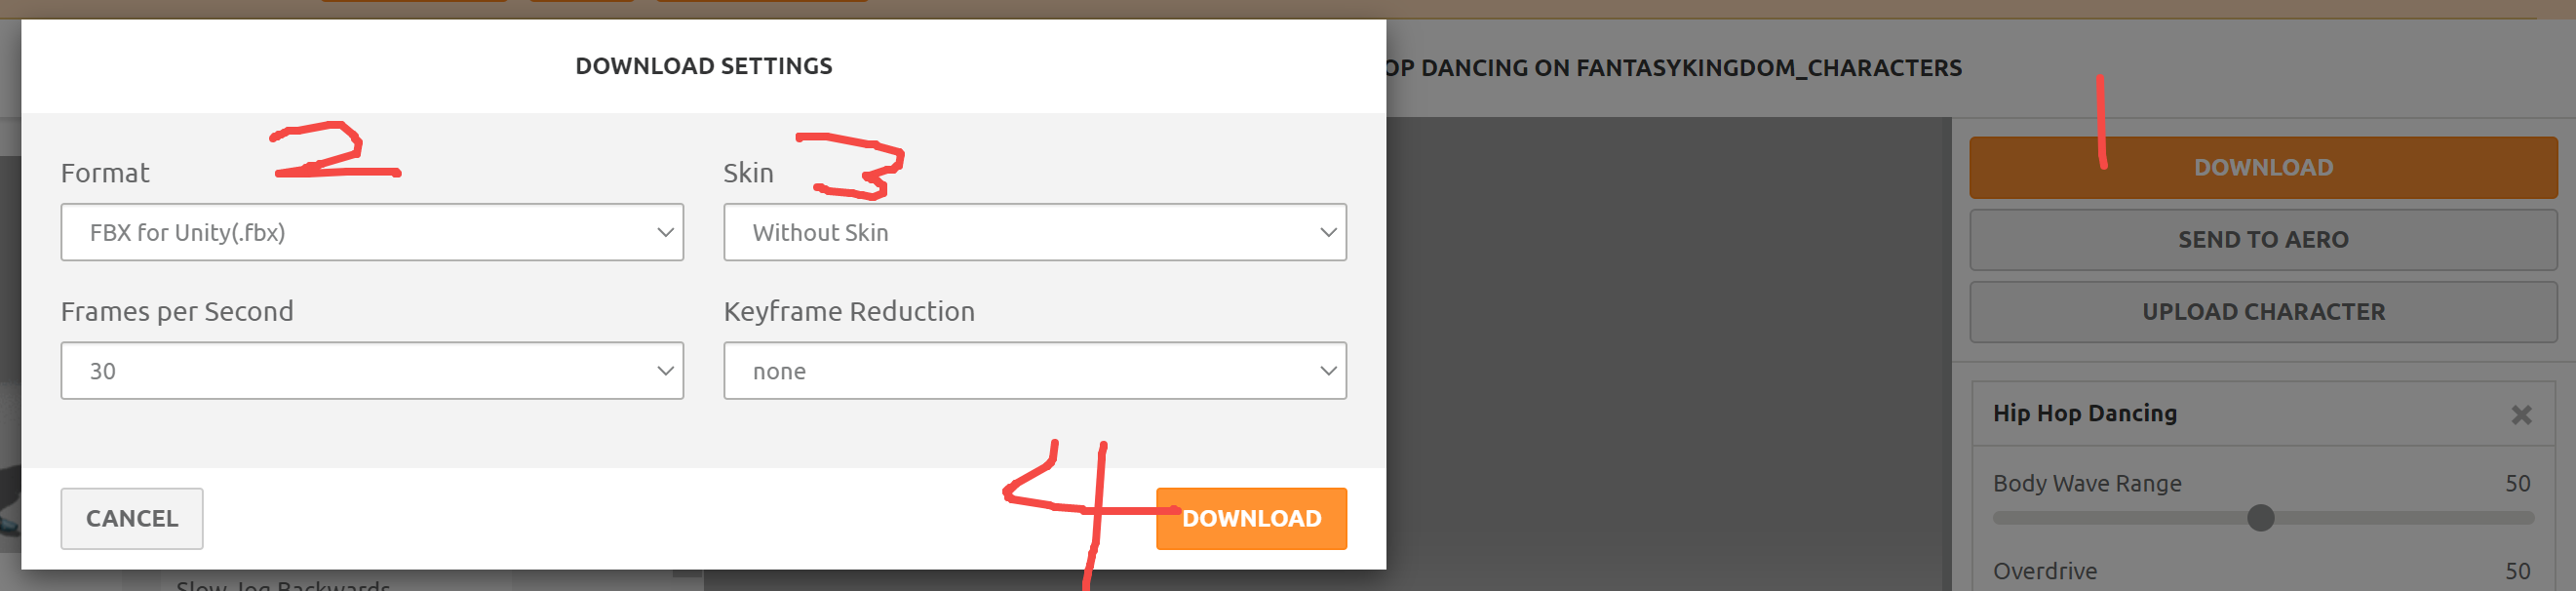 DOWNLOAD SETTINGS
OP DANCING ON FANTASYKINGDOM_CHARACTERS
1
2
3
Format
Skin
DOWNLOAD
FBX for Unity(.fbx)
Without Skin
SEND TO AERO
Frames per Second
Keyframe Reduction
UPLOAD CHARACTER
30
none
Hip Hop Dancing
4
Body Wave Range 50
CANCEL
DOWNLOAD
Overdrive 50
Slow Jog Backwards